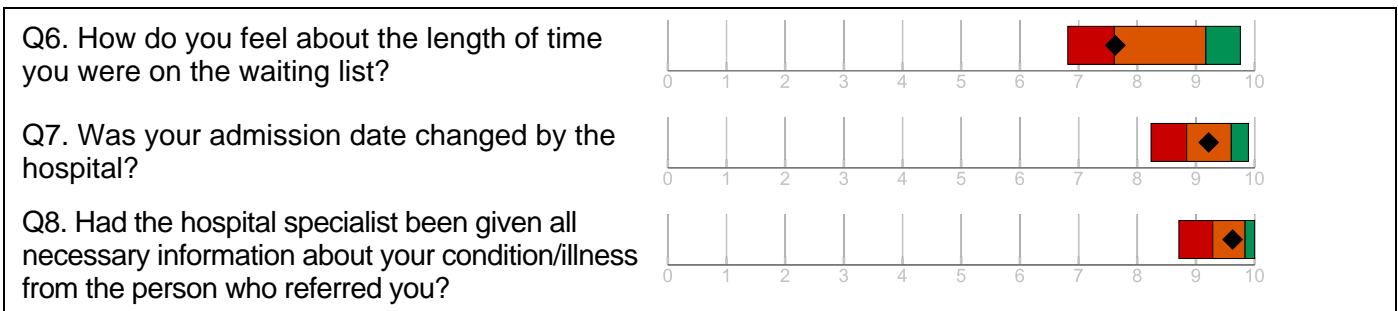 Q6. How do you feel about the length of time
you were on the waiting list?
0 1 2 3 4 5 6 7 8 9 10
Q7. Was your admission date changed by the
hospital?
0 1 2 3 4 5 6 7 8 9 10
Q8. Had the hospital specialist been given all
necessary information about your condition/illness
from the person who referred you?
0 1 2 3 4 5 6 7 8 9 10